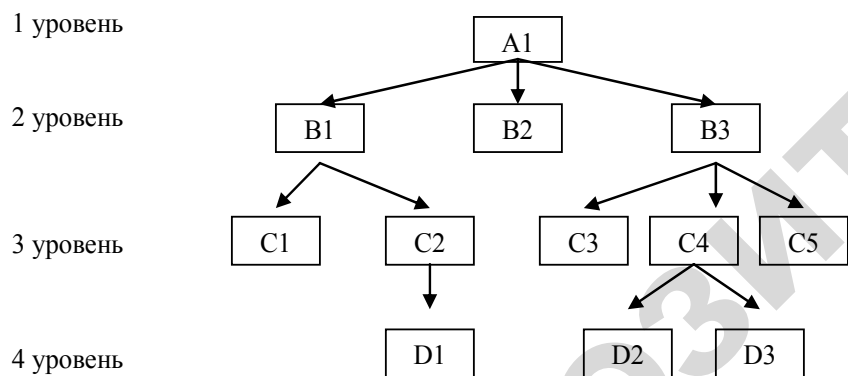 1 уровень
A1
2 уровень
B1 B2 B3
3 уровень
C1 C2 C3 C4 C5
4 уровень
D1 D2 D3